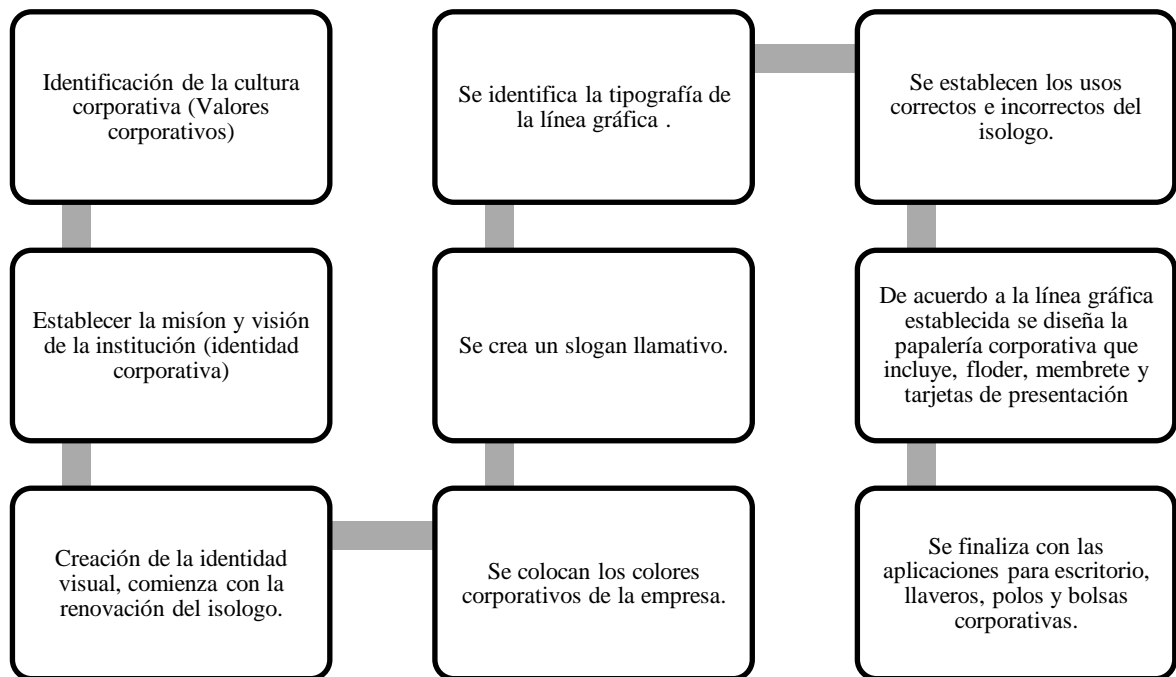 Identificación de la cultura
corporativa (Valores
corporativos)
Establecer la misíon y visión
de la institución (identidad
corporativa)
Creación de la identidad
visual, comienza con la
renovación del isologo.
Se colocan los colores
corporativos de la empresa.
Se crea un slogan llamativo.
Se identifica la tipografía de
la línea gráfica .
Se establecen los usos
correctos e incorrectos del
isologo.
De acuerdo a la línea gráfica
establecida se diseña la
papalería corporativa que
incluye, floder, membrete y
tarjetas de presentación
Se finaliza con las
aplicaciones para escritorio,
llaveros, polos y bolsas
corporativas.